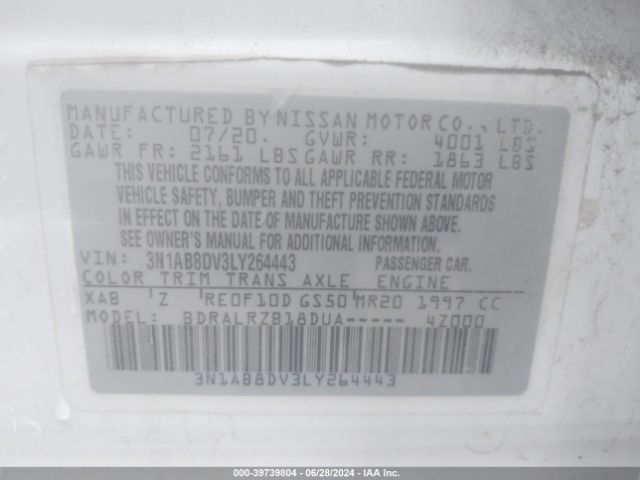 MANUFACTURED BY NISSAN MOTOR CO., LTD.
DATE: 07/20. GVWR: 4001 LBS
GAWR FR: 2161 LBS GAWR RR: 1863 LBS
THIS VEHICLE CONFORMS TO ALL APPLICABLE FEDERAL MOTOR
VEHICLE SAFETY, BUMPER AND THEFT PREVENTION STANDARDS
IN EFFECT ON THE DATE OF MANUFACTURE SHOWN ABOVE.
SEE OWNER'S MANUAL FOR ADDITIONAL INFORMATION.
VIN: 3N1AB8DV3LY264443 PASSENGER CAR.
COLOR TRIM TRANS AXLE ENGINE
XAB 'Z RE0F10D GS50 MR20 1997 CC
MODEL: BDRALRZB18DUA----- 4Z000
3N1AB8DV3LY264443
000-39739804 | 06/28/2024 - IAA, Inc.